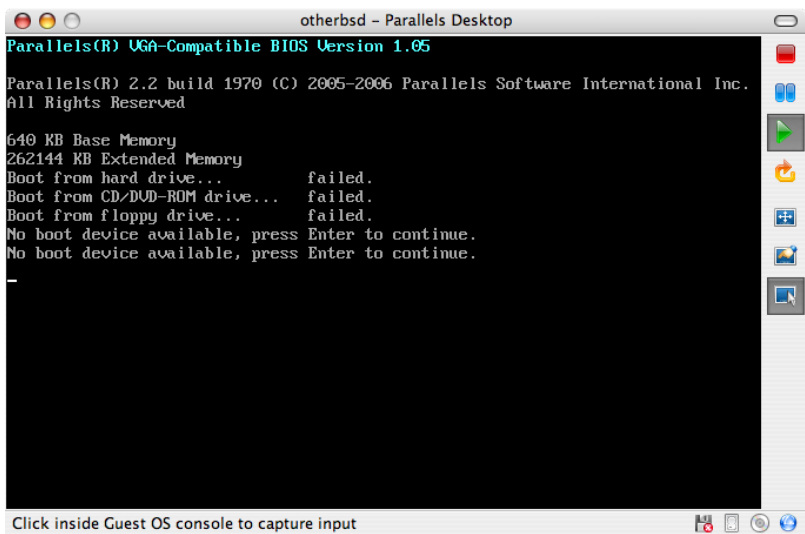 otherbsd – Parallels Desktop
Parallels(R) VGA-Compatible BIOS Version 1.05
Parallels(R) 2.2 build 1970 (C) 2005-2006 Parallels Software International Inc.
All Rights Reserved
640 KB Base Memory
262144 KB Extended Memory
Boot from hard drive... failed.
Boot from CD/DVD-ROM drive... failed.
Boot from floppy drive... failed.
No boot device available, press Enter to continue.
No boot device available, press Enter to continue.
Click inside Guest OS console to capture input